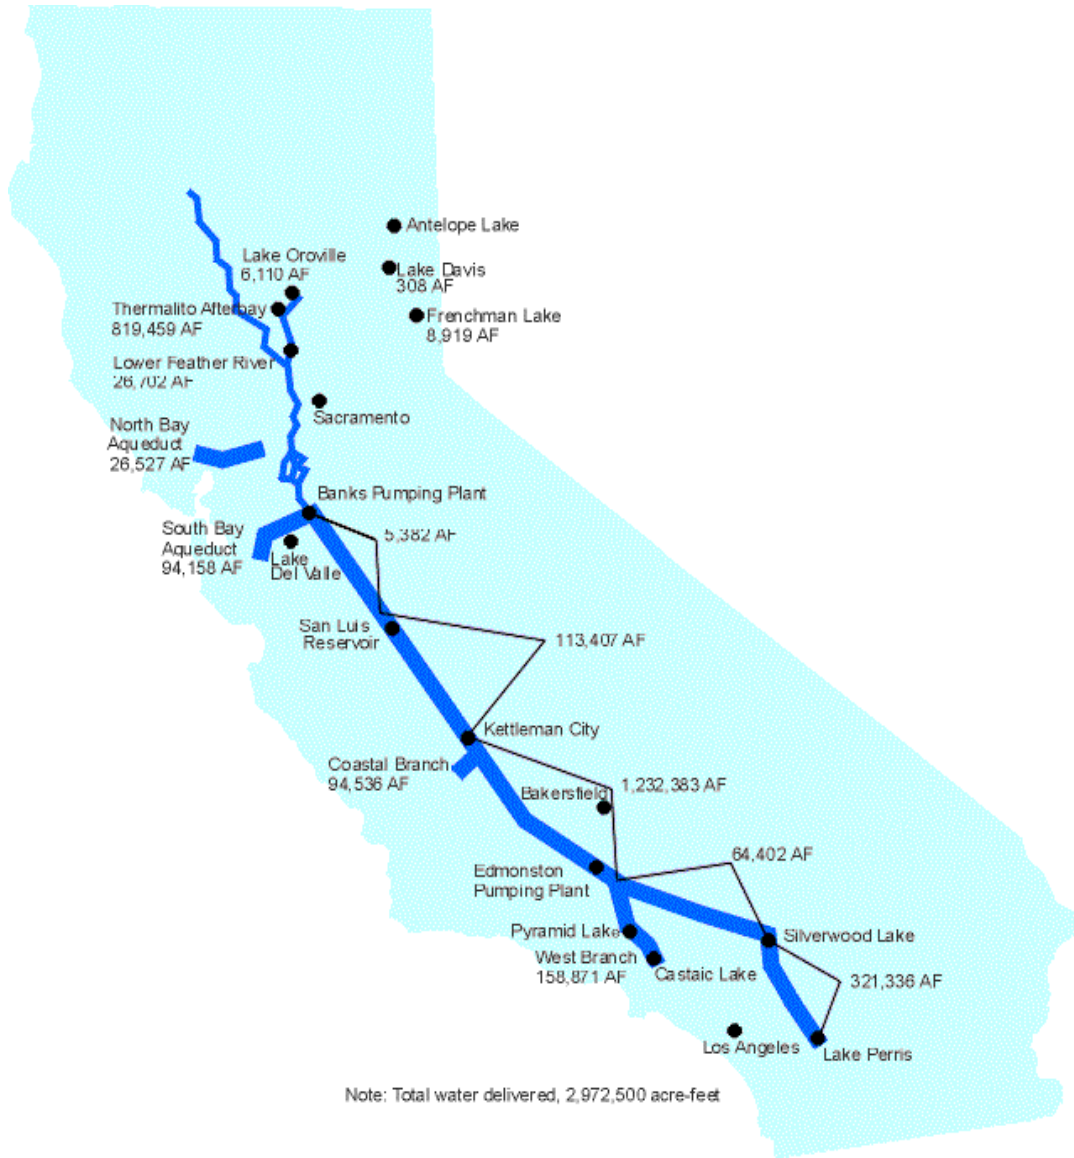 Antelope Lake
Lake Oroville
6,110 AF
Lake Davis
308 AF
Thermalito Afterbay
819,459 AF
Frenchman Lake
8,919 AF
Lower Feather River
26,702 AF
Sacramento
North Bay
Aqueduct
26,527 AF
Banks Pumping Plant
South Bay
Aqueduct
94,158 AF
5,382 AF
Lake
Del Valle
San Luis
Reservoir
113,407 AF
Kettleman City
Coastal Branch
94,536 AF
Bakersfield
1,232,383 AF
64,402 AF
Edmonston
Pumping Plant
Pyramid Lake
Silverwood Lake
West Branch
158,871 AF
Castaic Lake
321,336 AF
Los Angeles
Lake Perris
Note: Total water delivered, 2,972,500 acre-feet